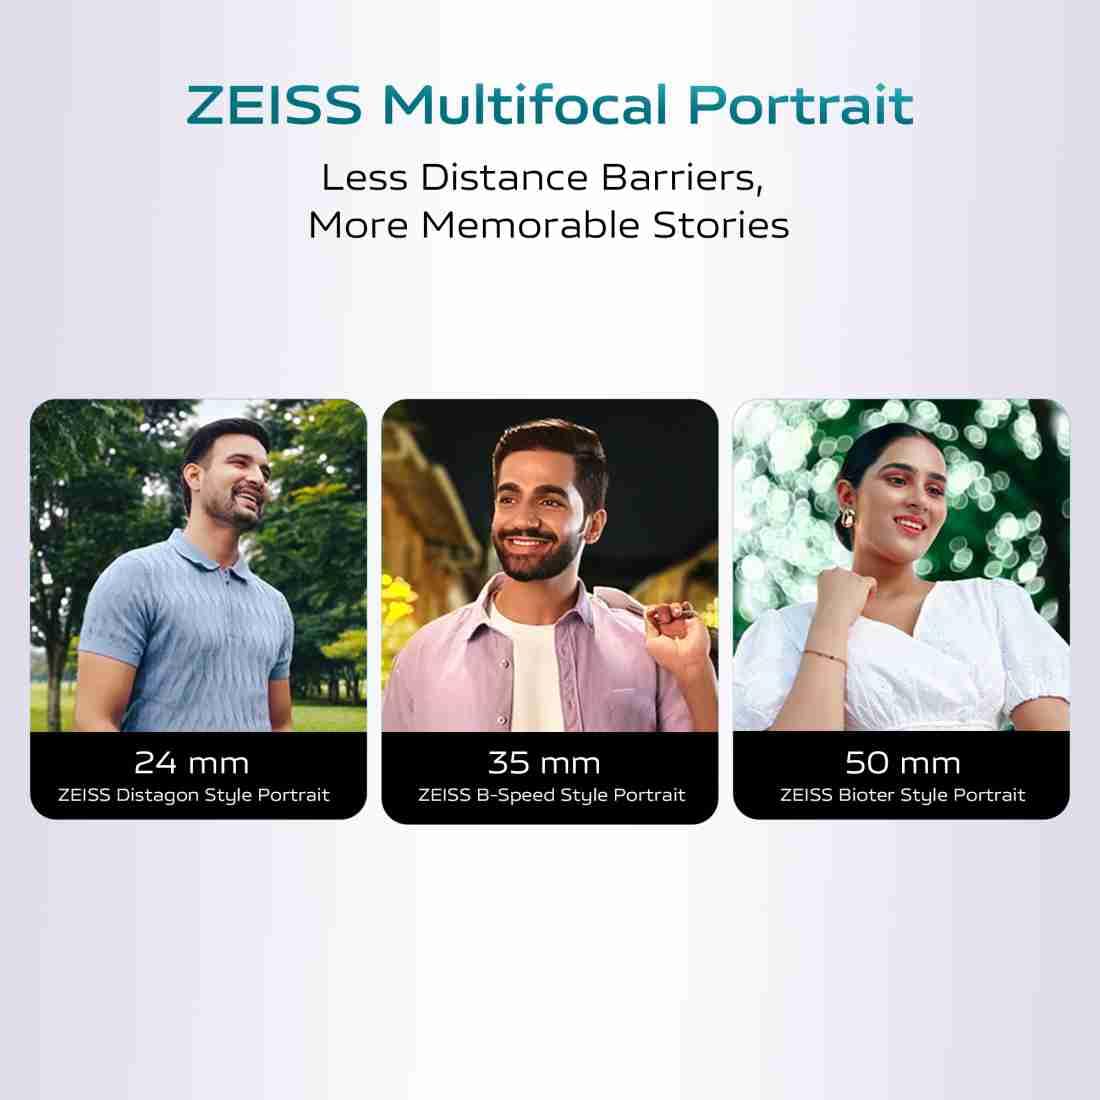 ZEISS Multifocal Portrait
Less Distance Barriers,
More Memorable Stories
24 mm
ZEISS Distagon Style Portrait
35 mm
ZEISS B-Speed Style Portrait
50 mm
ZEISS Bioter Style Portrait